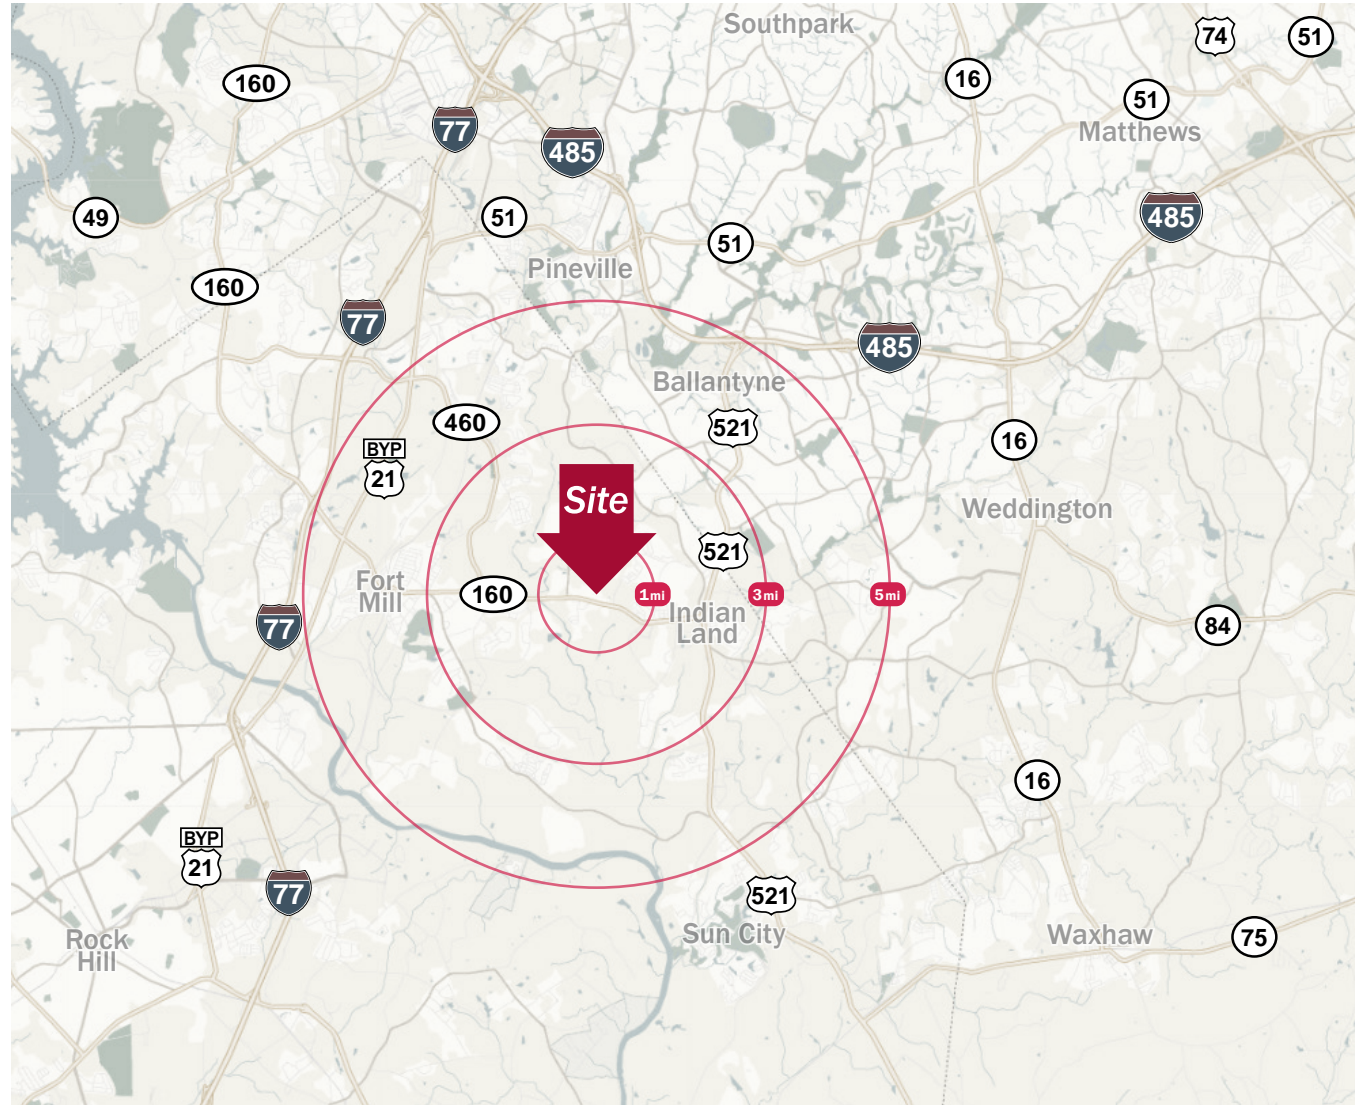 Southpark
74
51
160
16
51
77
Matthews
485
49
51
485
51
Pineville
160
77
485
Ballantyne
460
521
16
BYP
21
Site
Weddington
521
Fort
Mill
160
1mi
3mi
5mi
Indian
Land
77
84
16
BYP
21
77
521
Rock
Hill
Sun City
Waxhaw
75